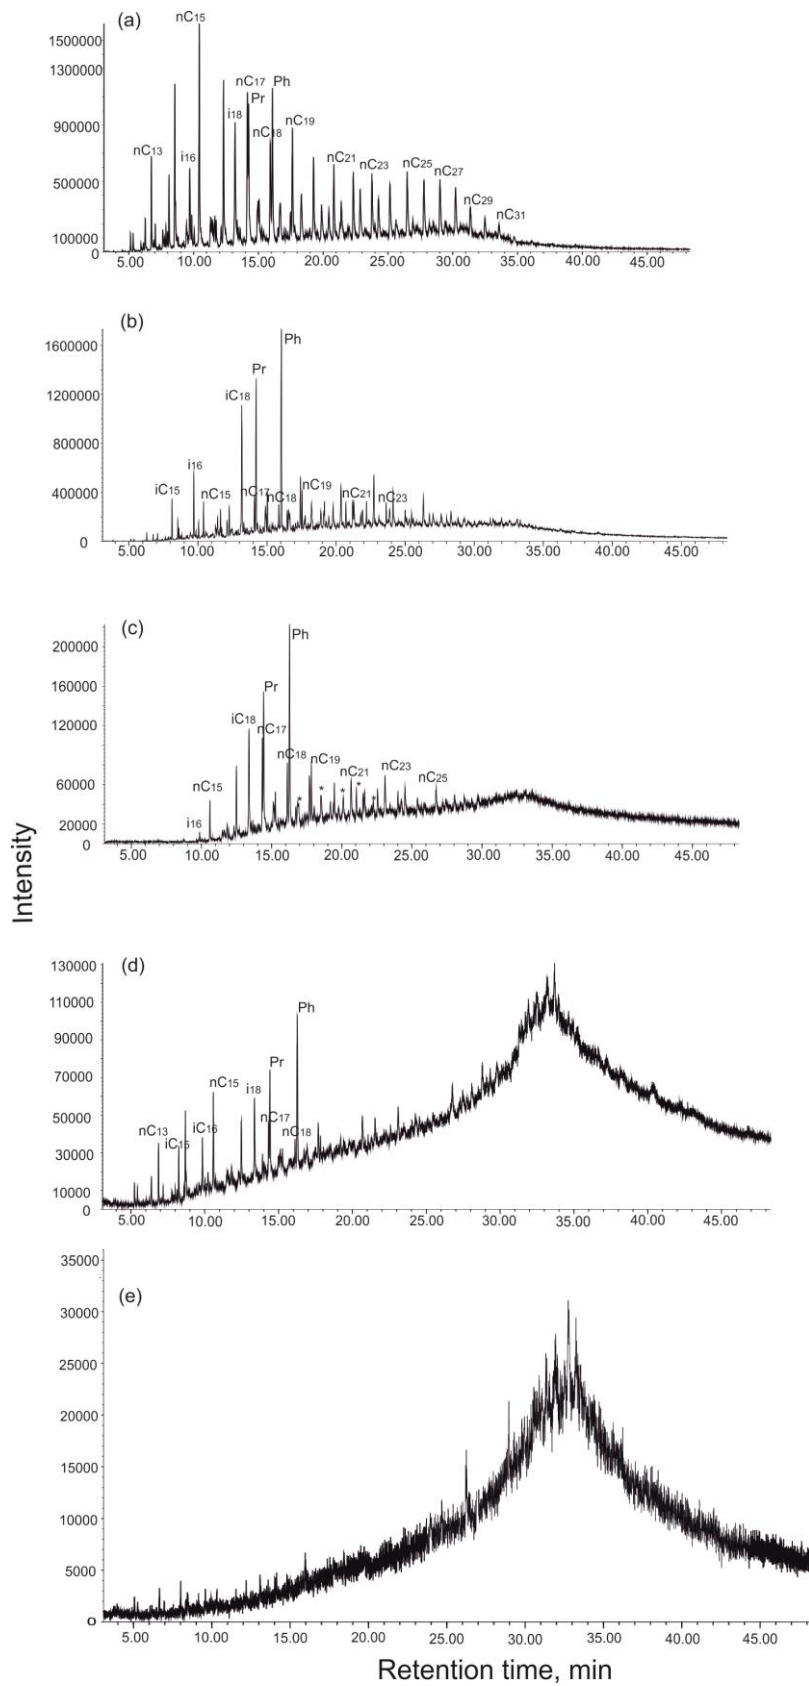 (a)
nC15
1500000
1300000
nC17
Ph
Pr
900000
i18
nC13
nC18
nC19
i16
nC21
nC23
nC25
nC27
500000
nC29
nC31
100000
0
5.00 10.00 15.00 20.00 25.00 30.00 35.00 40.00 45.00
(b)
1600000
Ph
Pr
1200000
iC18
800000
i16
iC15
nC15
nC17
nC18
nC19
nC21
nC23
400000
0
5.00 10.00 15.00 20.00 25.00 30.00 35.00 40.00 45.00
(c)
200000
Ph
160000
Pr
iC18
120000
nC17
nC18
nC19
nC21
nC23
nC25
nC15
60000
* * * * *
i16
20000
0
5.00 10.00 15.00 20.00 25.00 30.00 35.00 40.00 45.00
Intensity
(d)
130000
110000
Ph
90000
Pr
nC15
i18
70000
nC13
iC15
iC16
nC17
nC18
50000
30000
10000
0
5.00 10.00 15.00 20.00 25.00 30.00 35.00 40.00 45.00
(e)
35000
30000
25000
20000
15000
10000
5000
0
5.00 10.00 15.00 20.00 25.00 30.00 35.00 40.00 45.00
Retention time, min